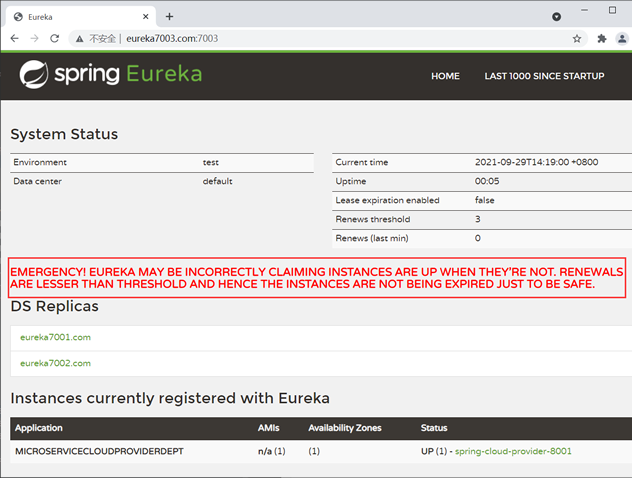 Eureka
不安全 | eureka7003.com:7003
spring Eureka
HOME LAST 1000 SINCE STARTUP
System Status
Environment test
Data center default
Current time 2021-09-29T14:19:00 +0800
Uptime 00:05
Lease expiration enabled false
Renews threshold 3
Renews (last min) 0
EMERGENCY! EUREKA MAY BE INCORRECTLY CLAIMING INSTANCES ARE UP WHEN THEY'RE NOT. RENEWALS
ARE LESSER THAN THRESHOLD AND HENCE THE INSTANCES ARE NOT BEING EXPIRED JUST TO BE SAFE.
DS Replicas
eureka7001.com
eureka7002.com
Instances currently registered with Eureka
Application AMIs Availability Zones Status
MICROSERVICECLOUDPROVIDERDEPT n/a (1) (1) UP (1) - spring-cloud-provider-8001